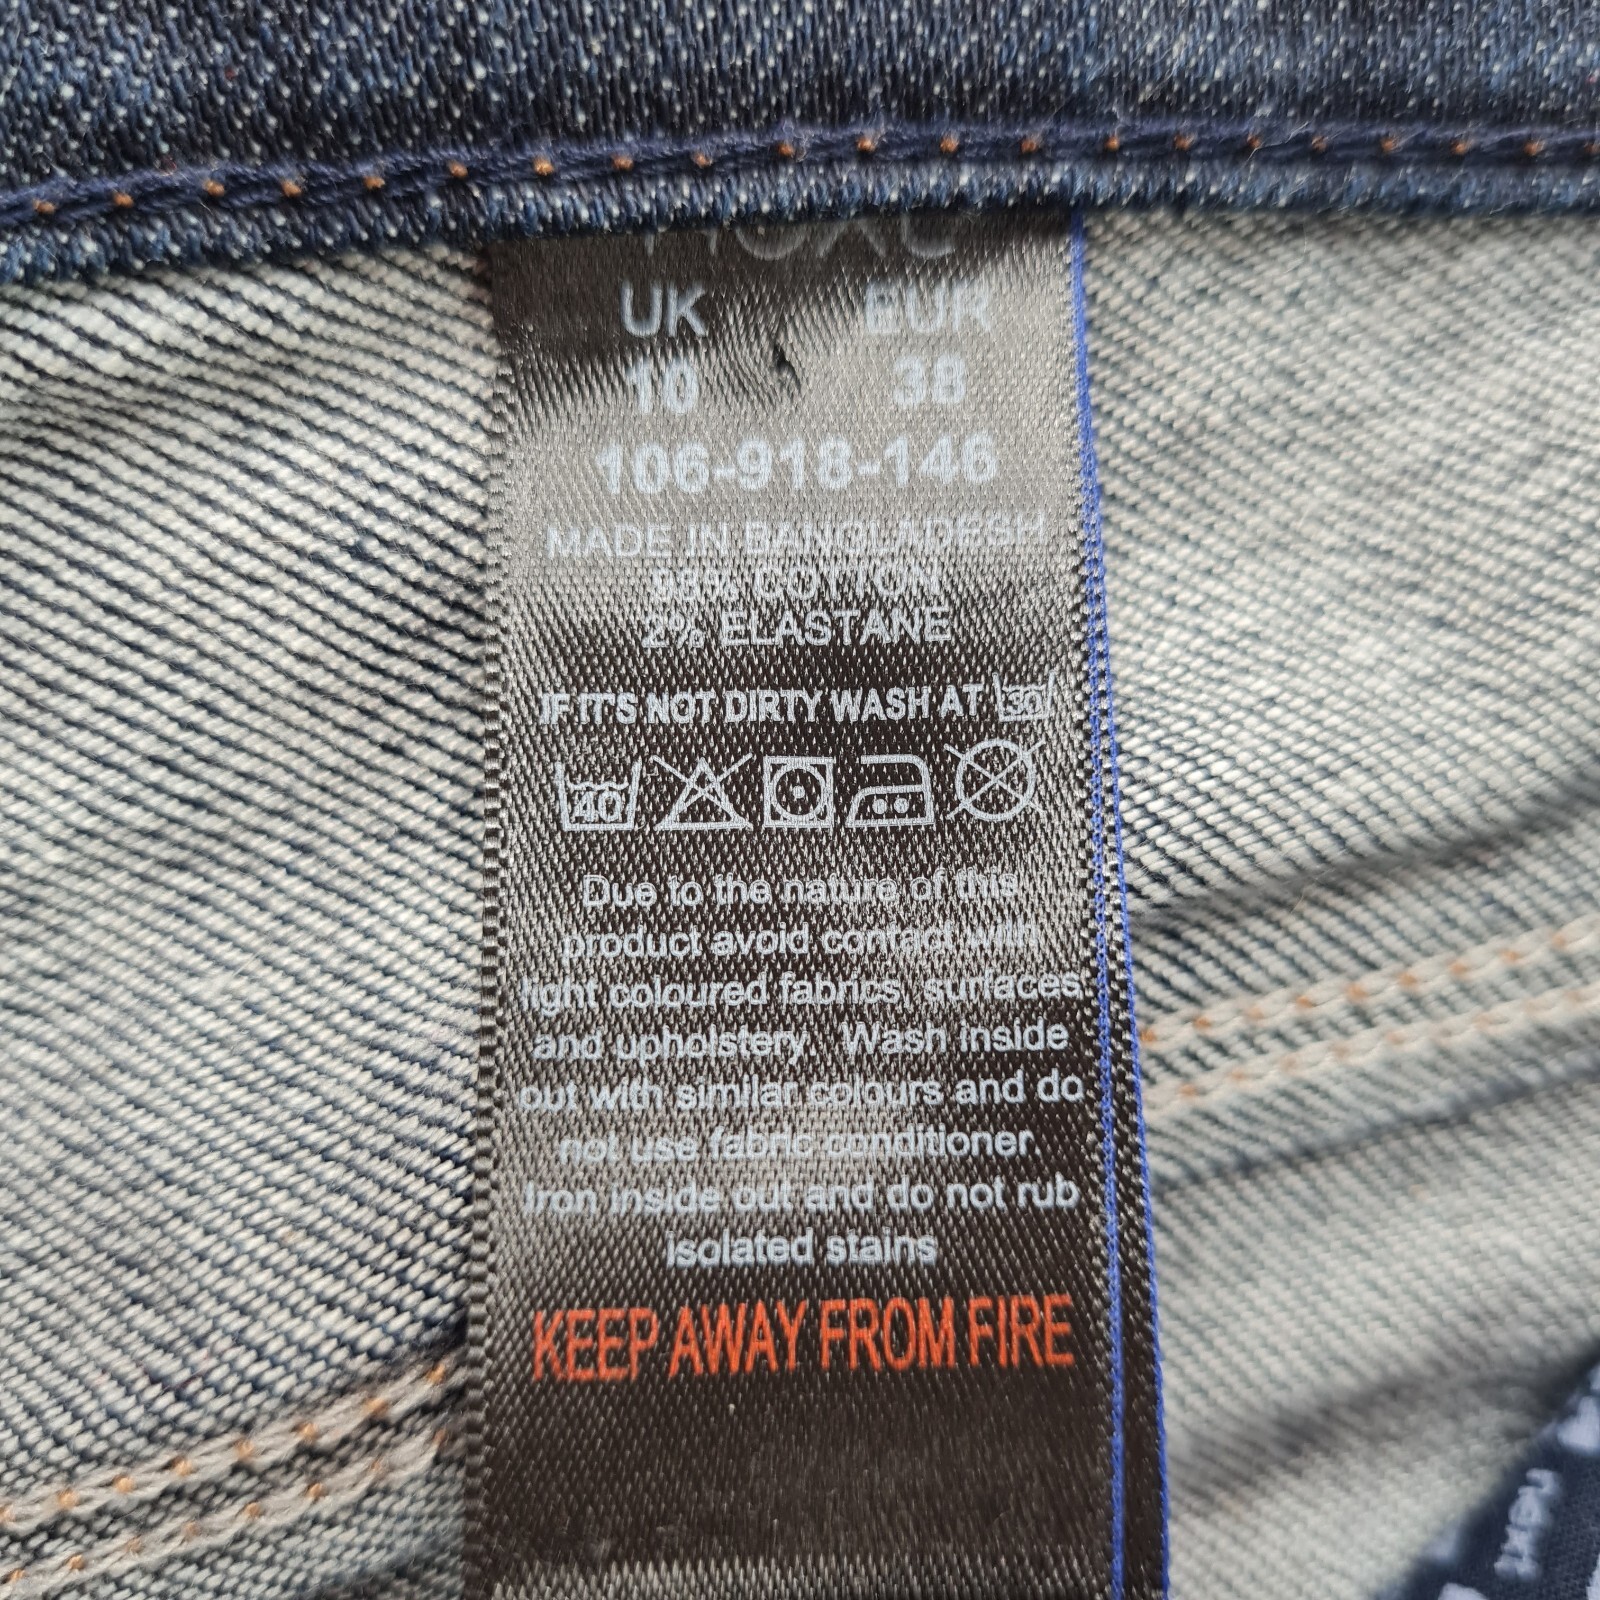 next
UK EUR
10 38
106-918-146
MADE IN BANGLADESH
98% COTTON
2% ELASTANE
IF IT'S NOT DIRTY WASH AT 30
40
Due to the nature of this
product avoid contact with
light coloured fabrics, surfaces
and upholstery. Wash inside
out with similar colours and do
not use fabric conditioner
Iron inside out and do not rub
isolated stains
KEEP AWAY FROM FIRE
next